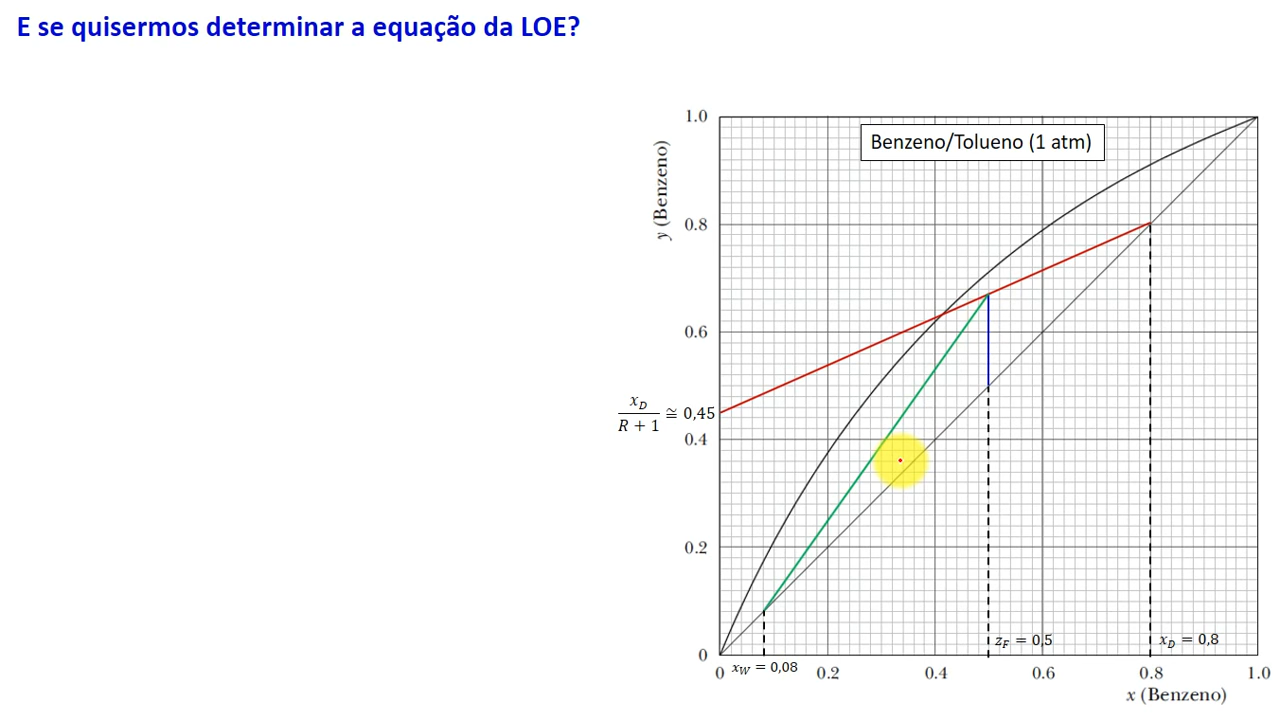 E se quisermos determinar a equação da LOE?
Benzeno/Tolueno (1 atm)
y (Benzeno)
1.0
0.8
0.6
0.4
0.2
0
x_D / (R + 1) ≅ 0,45
z_F = 0,5
x_D = 0,8
x_W = 0,08
0 0.2 0.4 0.6 0.8 1.0
x (Benzeno)